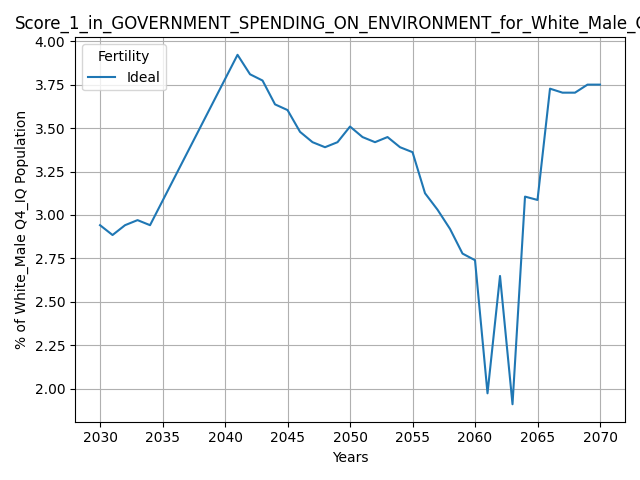 Score_1_in_GOVERNMENT_SPENDING_ON_ENVIRONMENT_for_White_Male_
Fertility
Ideal
% of White_Male Q4_IQ Population
4.00
3.75
3.50
3.25
3.00
2.75
2.50
2.25
2.00
2030 2035 2040 2045 2050 2055 2060 2065 2070
Years